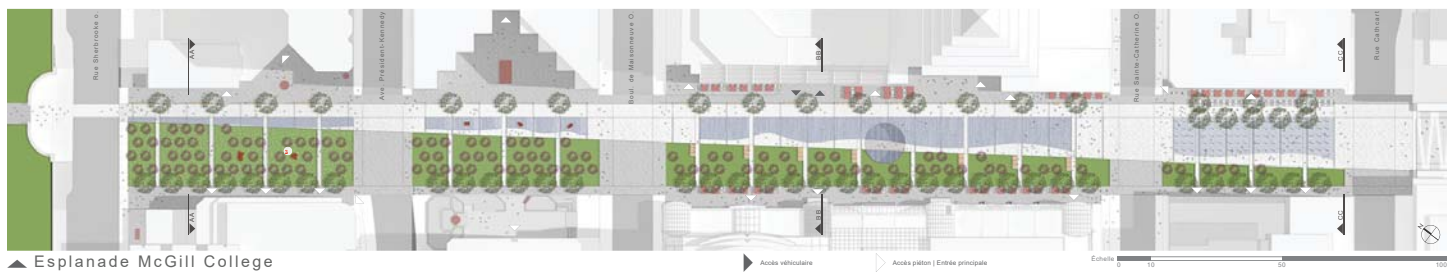 Rue Sherbrooke o.
Ave. Président-Kennedy
Boul. de Maisonneuve O.
Rue Sainte-Catherine O.
Rue Cathcart
AA
BB
CC
AA
BB
CC
N
Esplanade McGill College
Accès véhiculaire
Accès piéton | Entrée principale
Échelle
0 10 50 100